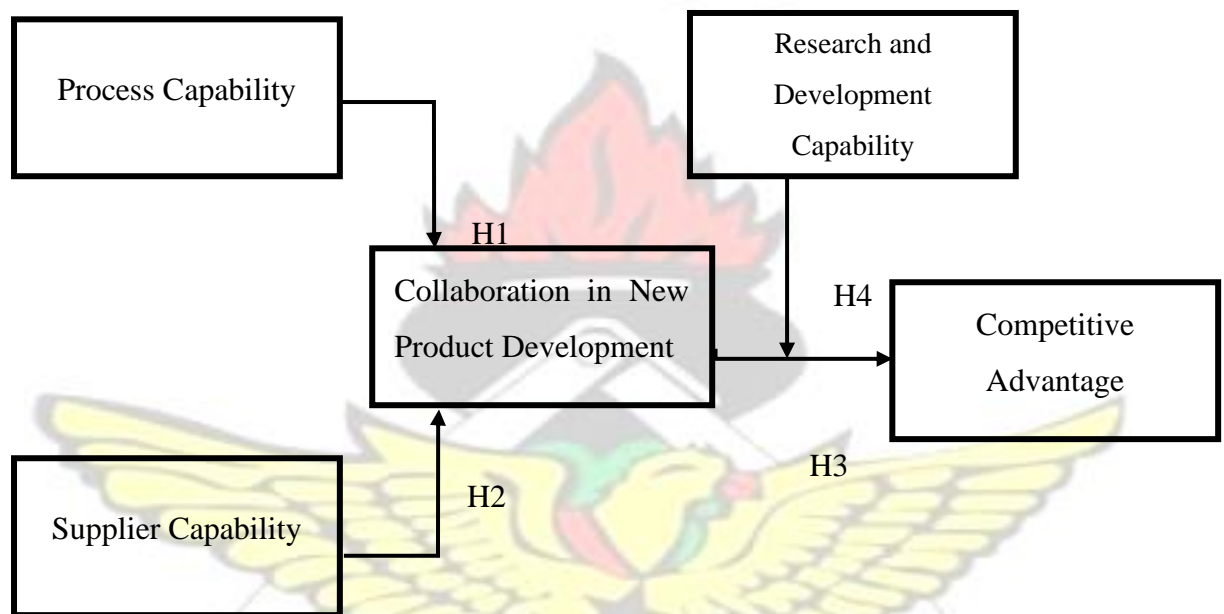 Process Capability
Research and
Development
Capability
H1
Collaboration in New
Product Development
H4
Competitive
Advantage
H3
H2
Supplier Capability